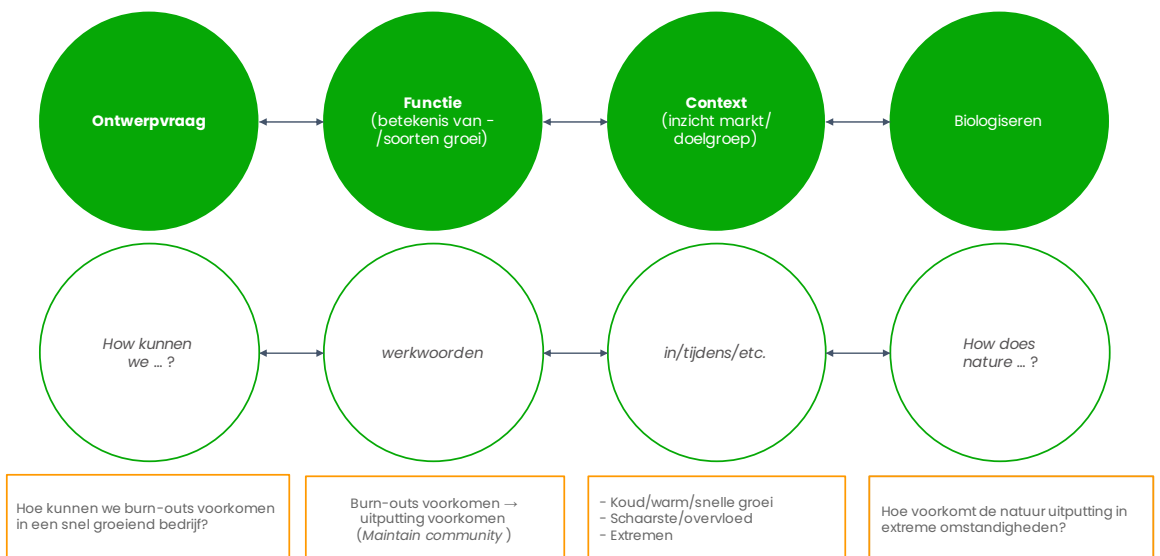 Ontwerpvraag
Functie
(betekenis van -
/soorten groei)
Context
(inzicht markt/
doelgroep)
Biologiseren
How kunnen
we … ?
werkwoorden
in/tijdens/etc.
How does
nature … ?
Hoe kunnen we burn-outs voorkomen
in een snel groeiend bedrijf?
Burn-outs voorkomen →
uitputting voorkomen
(Maintain community )
- Koud/warm/snelle groei
- Schaarste/overvloed
- Extremen
Hoe voorkomt de natuur uitputting in
extreme omstandigheden?